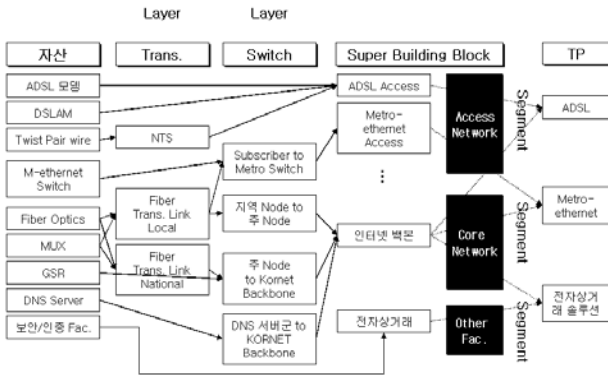 Layer
Layer
자산
Trans.
Switch
Super Building Block
TP
ADSL 모뎀
DSLAM
Twist Pair wire
M-ethernet
Switch
Fiber Optics
MUX
GSR
DNS Server
보안/인증 Fac.
NTS
Fiber
Trans. Link
Local
Fiber
Trans. Link
National
Subscriber to
Metro Switch
지역 Node to
주 Node
주 Node
to Kornet
Backbone
DNS 서버군 to
KORNET
Backbone
ADSL Access
Metro-
ethernet
Access
⋮
인터넷 백본
전자상거래
Access
Network
Core
Network
Other
Fac.
Segment
Segment
Segment
ADSL
Metro-
ethernet
전자상거
래 솔루션